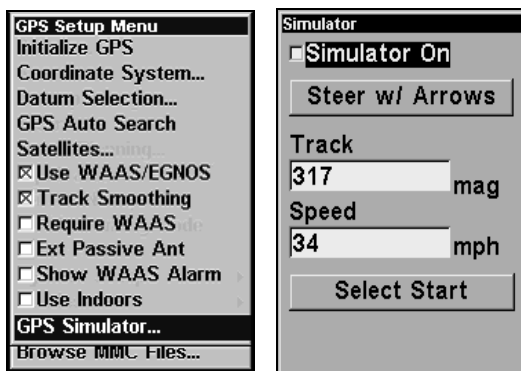 GPS Setup Menu
Initialize GPS
Coordinate System...
Datum Selection...
GPS Auto Search
Satellites...
Use WAAS/EGNOS
Track Smoothing
Require WAAS
Ext Passive Ant
Show WAAS Alarm
Use Indoors
GPS Simulator...
Browse MMC Files...
Simulator
Simulator On
Steer w/ Arrows
Track
317 mag
Speed
34 mph
Select Start